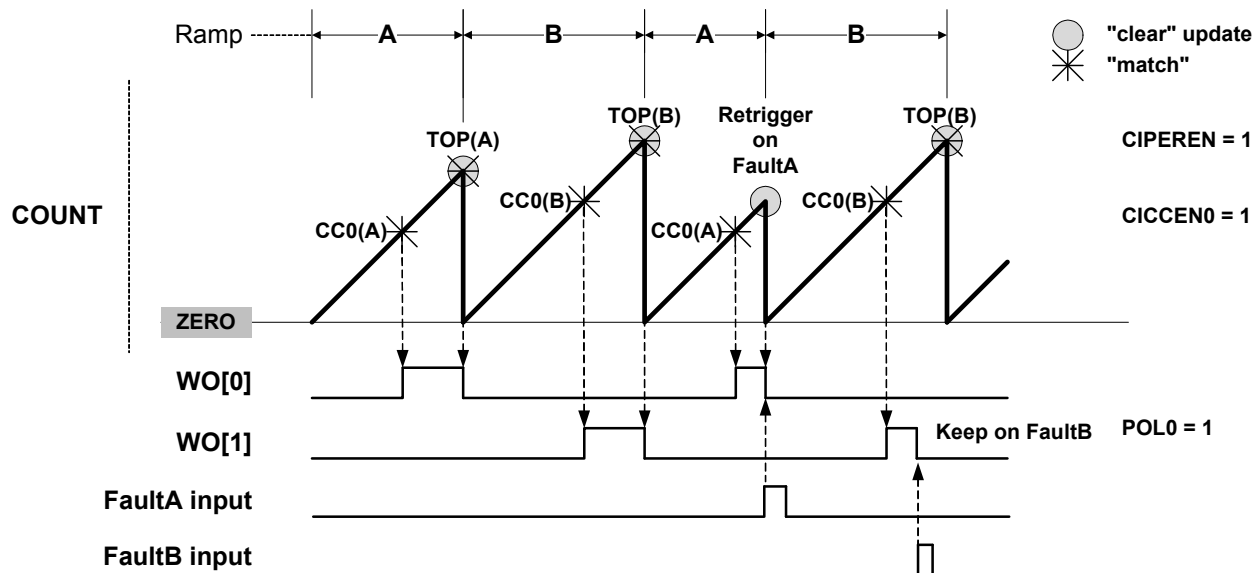 Ramp
A
B
A
B
"clear" update
"match"
TOP(A)
TOP(B)
Retrigger
on
FaultA
TOP(B)
CIPEREN = 1
COUNT
CC0(A)
CC0(B)
CC0(A)
CC0(B)
CICCEN0 = 1
ZERO
WO[0]
WO[1]
Keep on FaultB
POL0 = 1
FaultA input
FaultB input